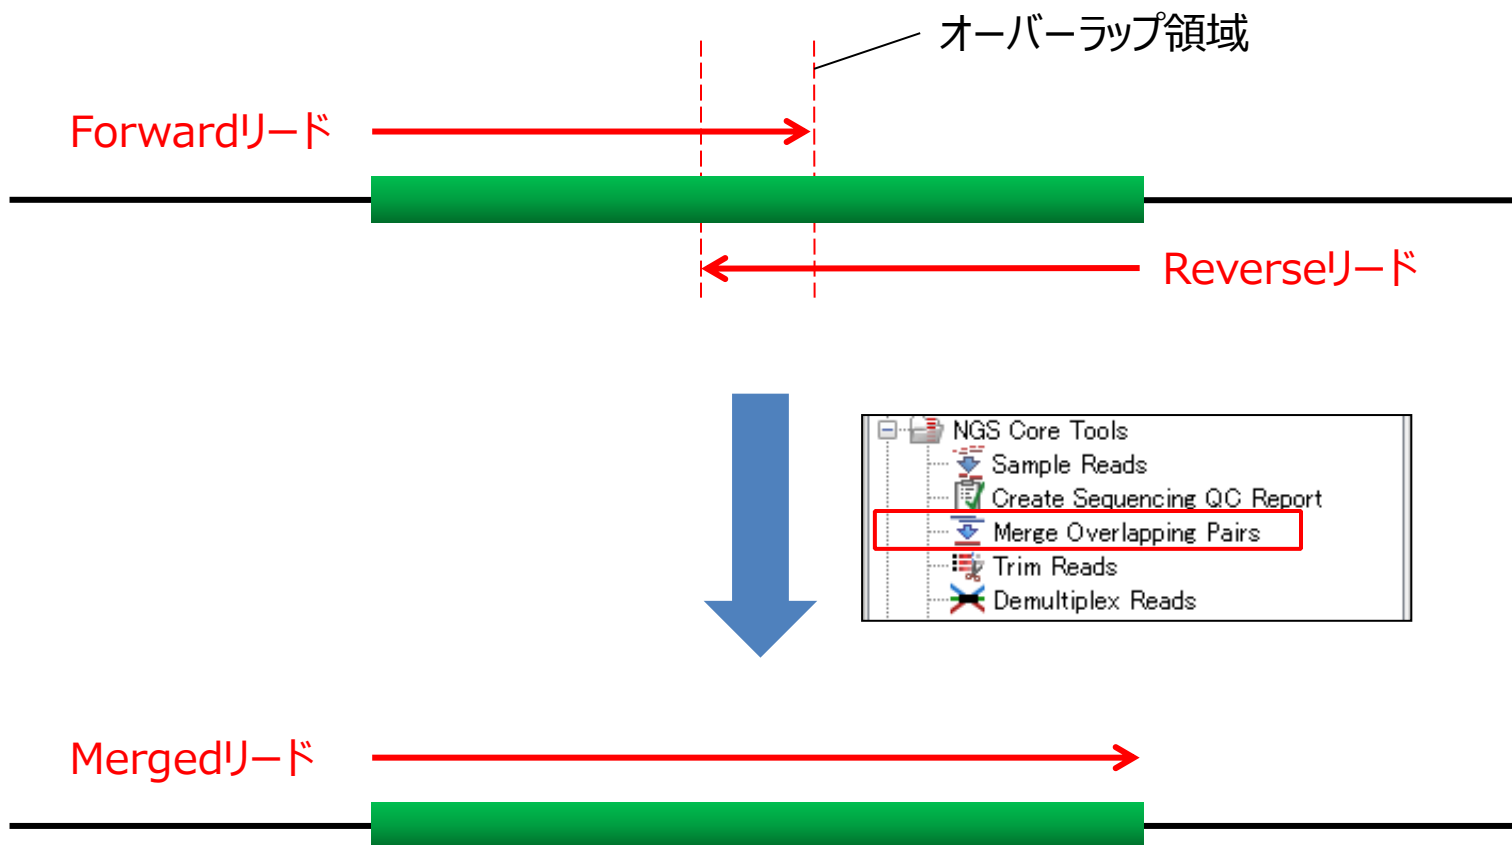 オーバーラップ領域
Forwardリード
Reverseリード
NGS Core Tools
Sample Reads
Create Sequencing QC Report
Merge Overlapping Pairs
Trim Reads
Demultiplex Reads
Mergedリード